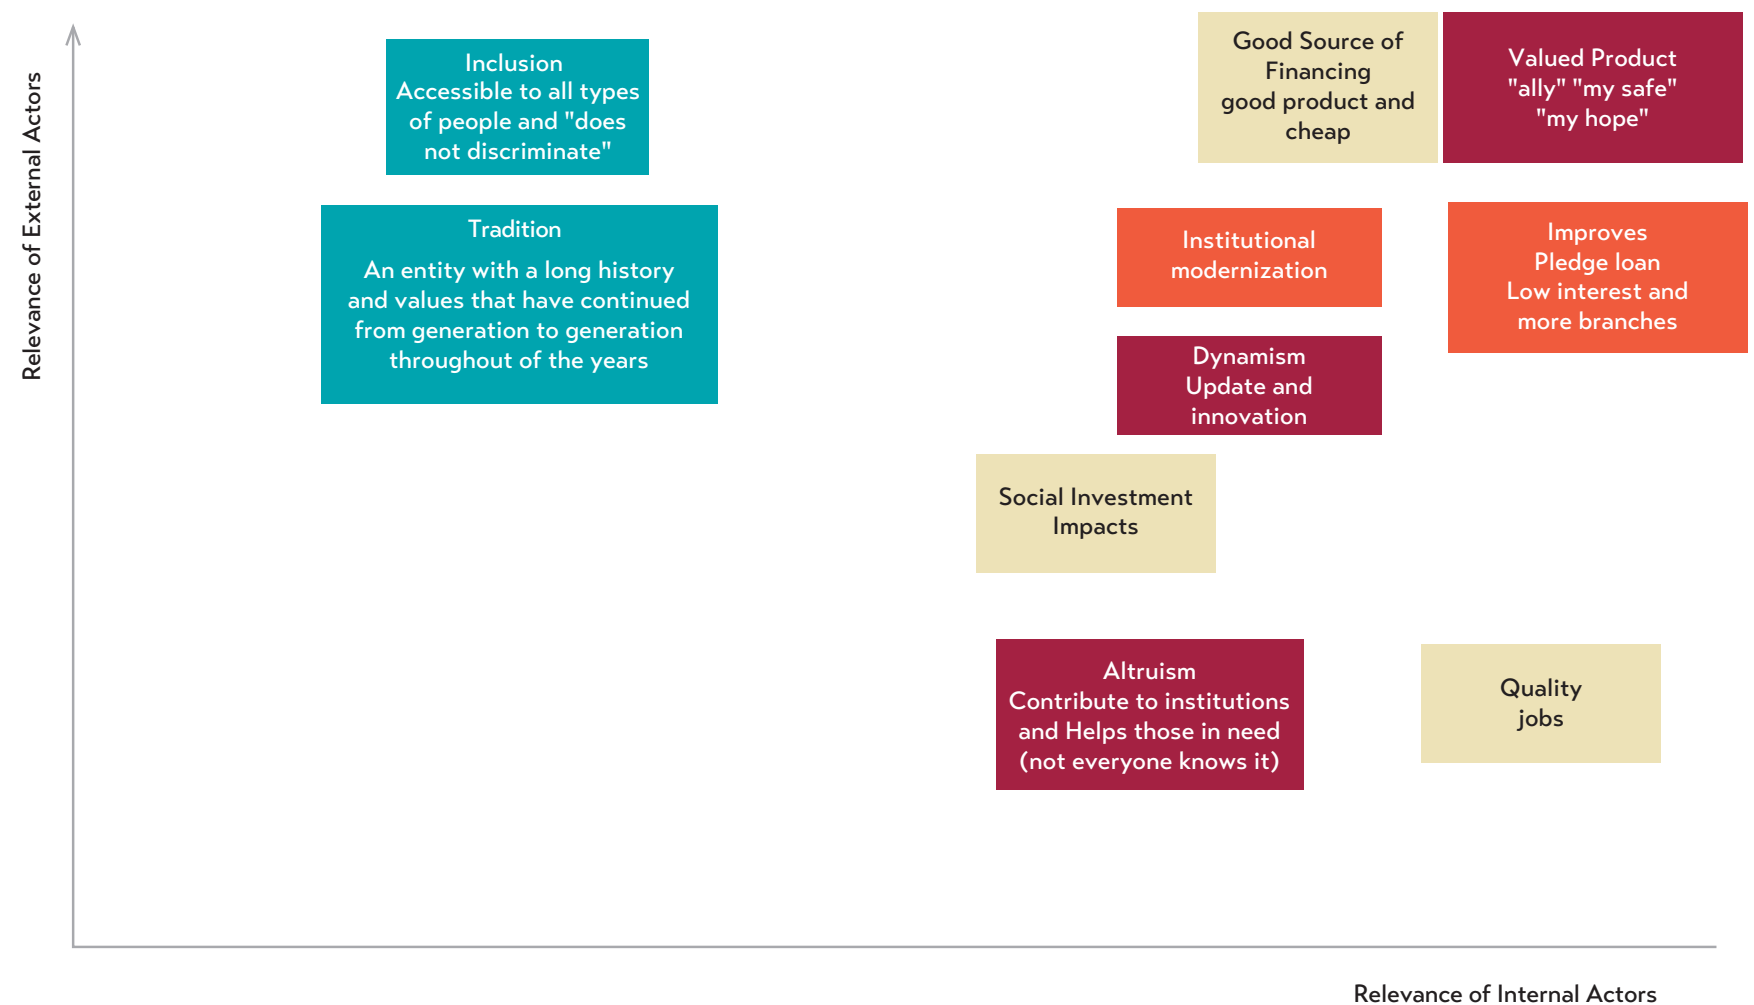 Relevance of External Actors
Inclusion
Accessible to all types
of people and "does
not discriminate"
Tradition
An entity with a long history
and values that have continued
from generation to generation
throughout of the years
Good Source of
Financing
good product and
cheap
Valued Product
"ally" "my safe"
"my hope"
Institutional
modernization
Improves
Pledge loan
Low interest and
more branches
Dynamism
Update and
innovation
Social Investment
Impacts
Altruism
Contribute to institutions
and Helps those in need
(not everyone knows it)
Quality
jobs
Relevance of Internal Actors